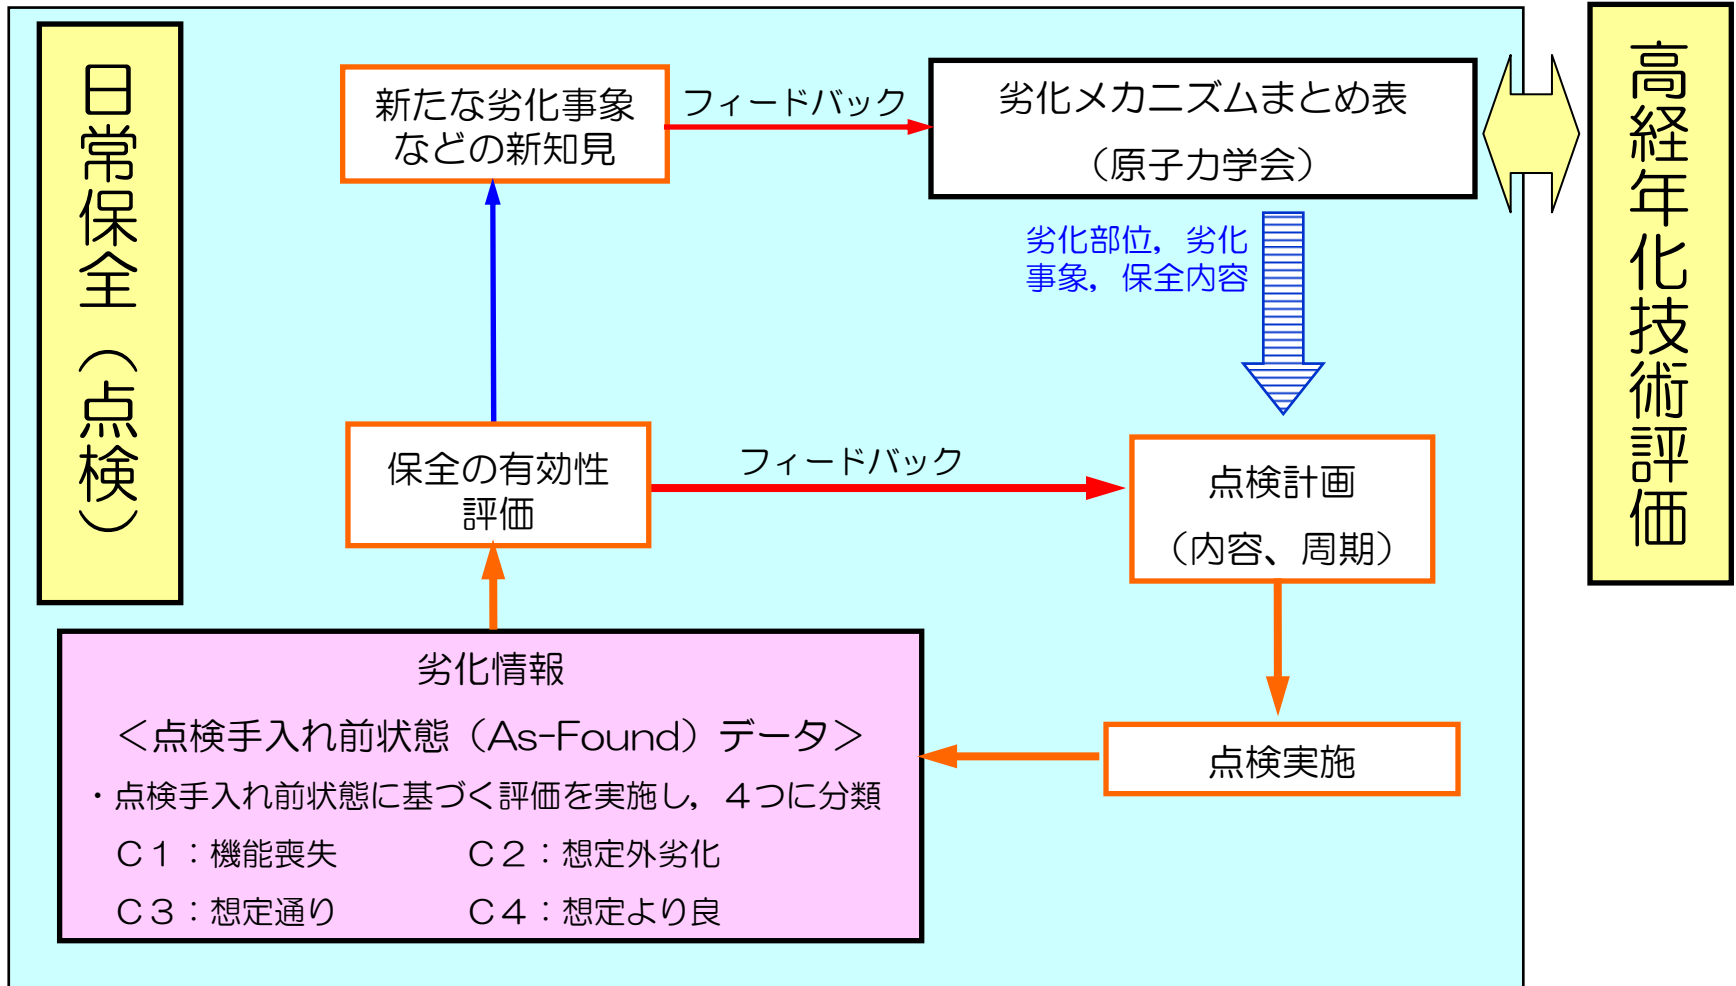 日常保全（点検）
新たな劣化事象
などの新知見
フィードバック
劣化メカニズムまとめ表
（原子力学会）
高経年化技術評価
劣化部位，劣化
事象，保全内容
保全の有効性
評価
フィードバック
点検計画
（内容、周期）
点検実施
劣化情報
＜点検手入れ前状態（As-Found）データ＞
・点検手入れ前状態に基づく評価を実施し，４つに分類
Ｃ１：機能喪失　　　　Ｃ２：想定外劣化
Ｃ３：想定通り　　　　Ｃ４：想定より良